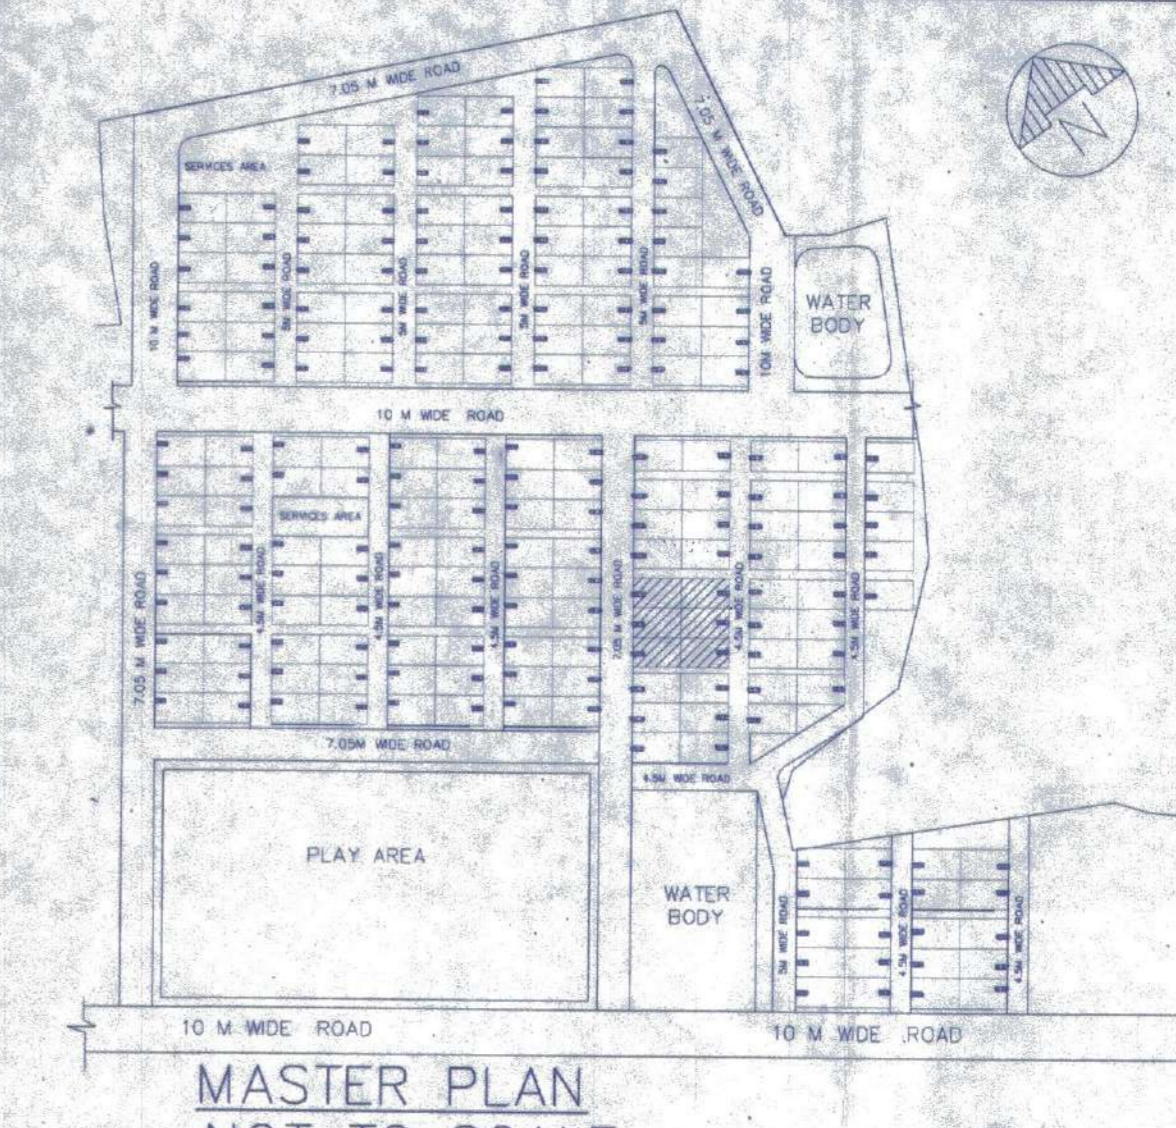 7.05 M WIDE ROAD
7.05 M WIDE ROAD
SERVICES AREA
N
10 M WIDE ROAD
5M WIDE ROAD
5M WIDE ROAD
5M WIDE ROAD
5M WIDE ROAD
10M WIDE ROAD
WATER
BODY
10 M WIDE ROAD
SERVICES AREA
7.05 M WIDE ROAD
4.5M WIDE ROAD
4.5M WIDE ROAD
4.5M WIDE ROAD
7.05 M WIDE ROAD
4.5M WIDE ROAD
4.5M WIDE ROAD
7.05M WIDE ROAD
4.5M WIDE ROAD
PLAY AREA
WATER
BODY
5M WIDE ROAD
4.5M WIDE ROAD
4.5M WIDE ROAD
10 M WIDE ROAD
10 M WIDE ROAD
MASTER PLAN
NOT TO SCALE